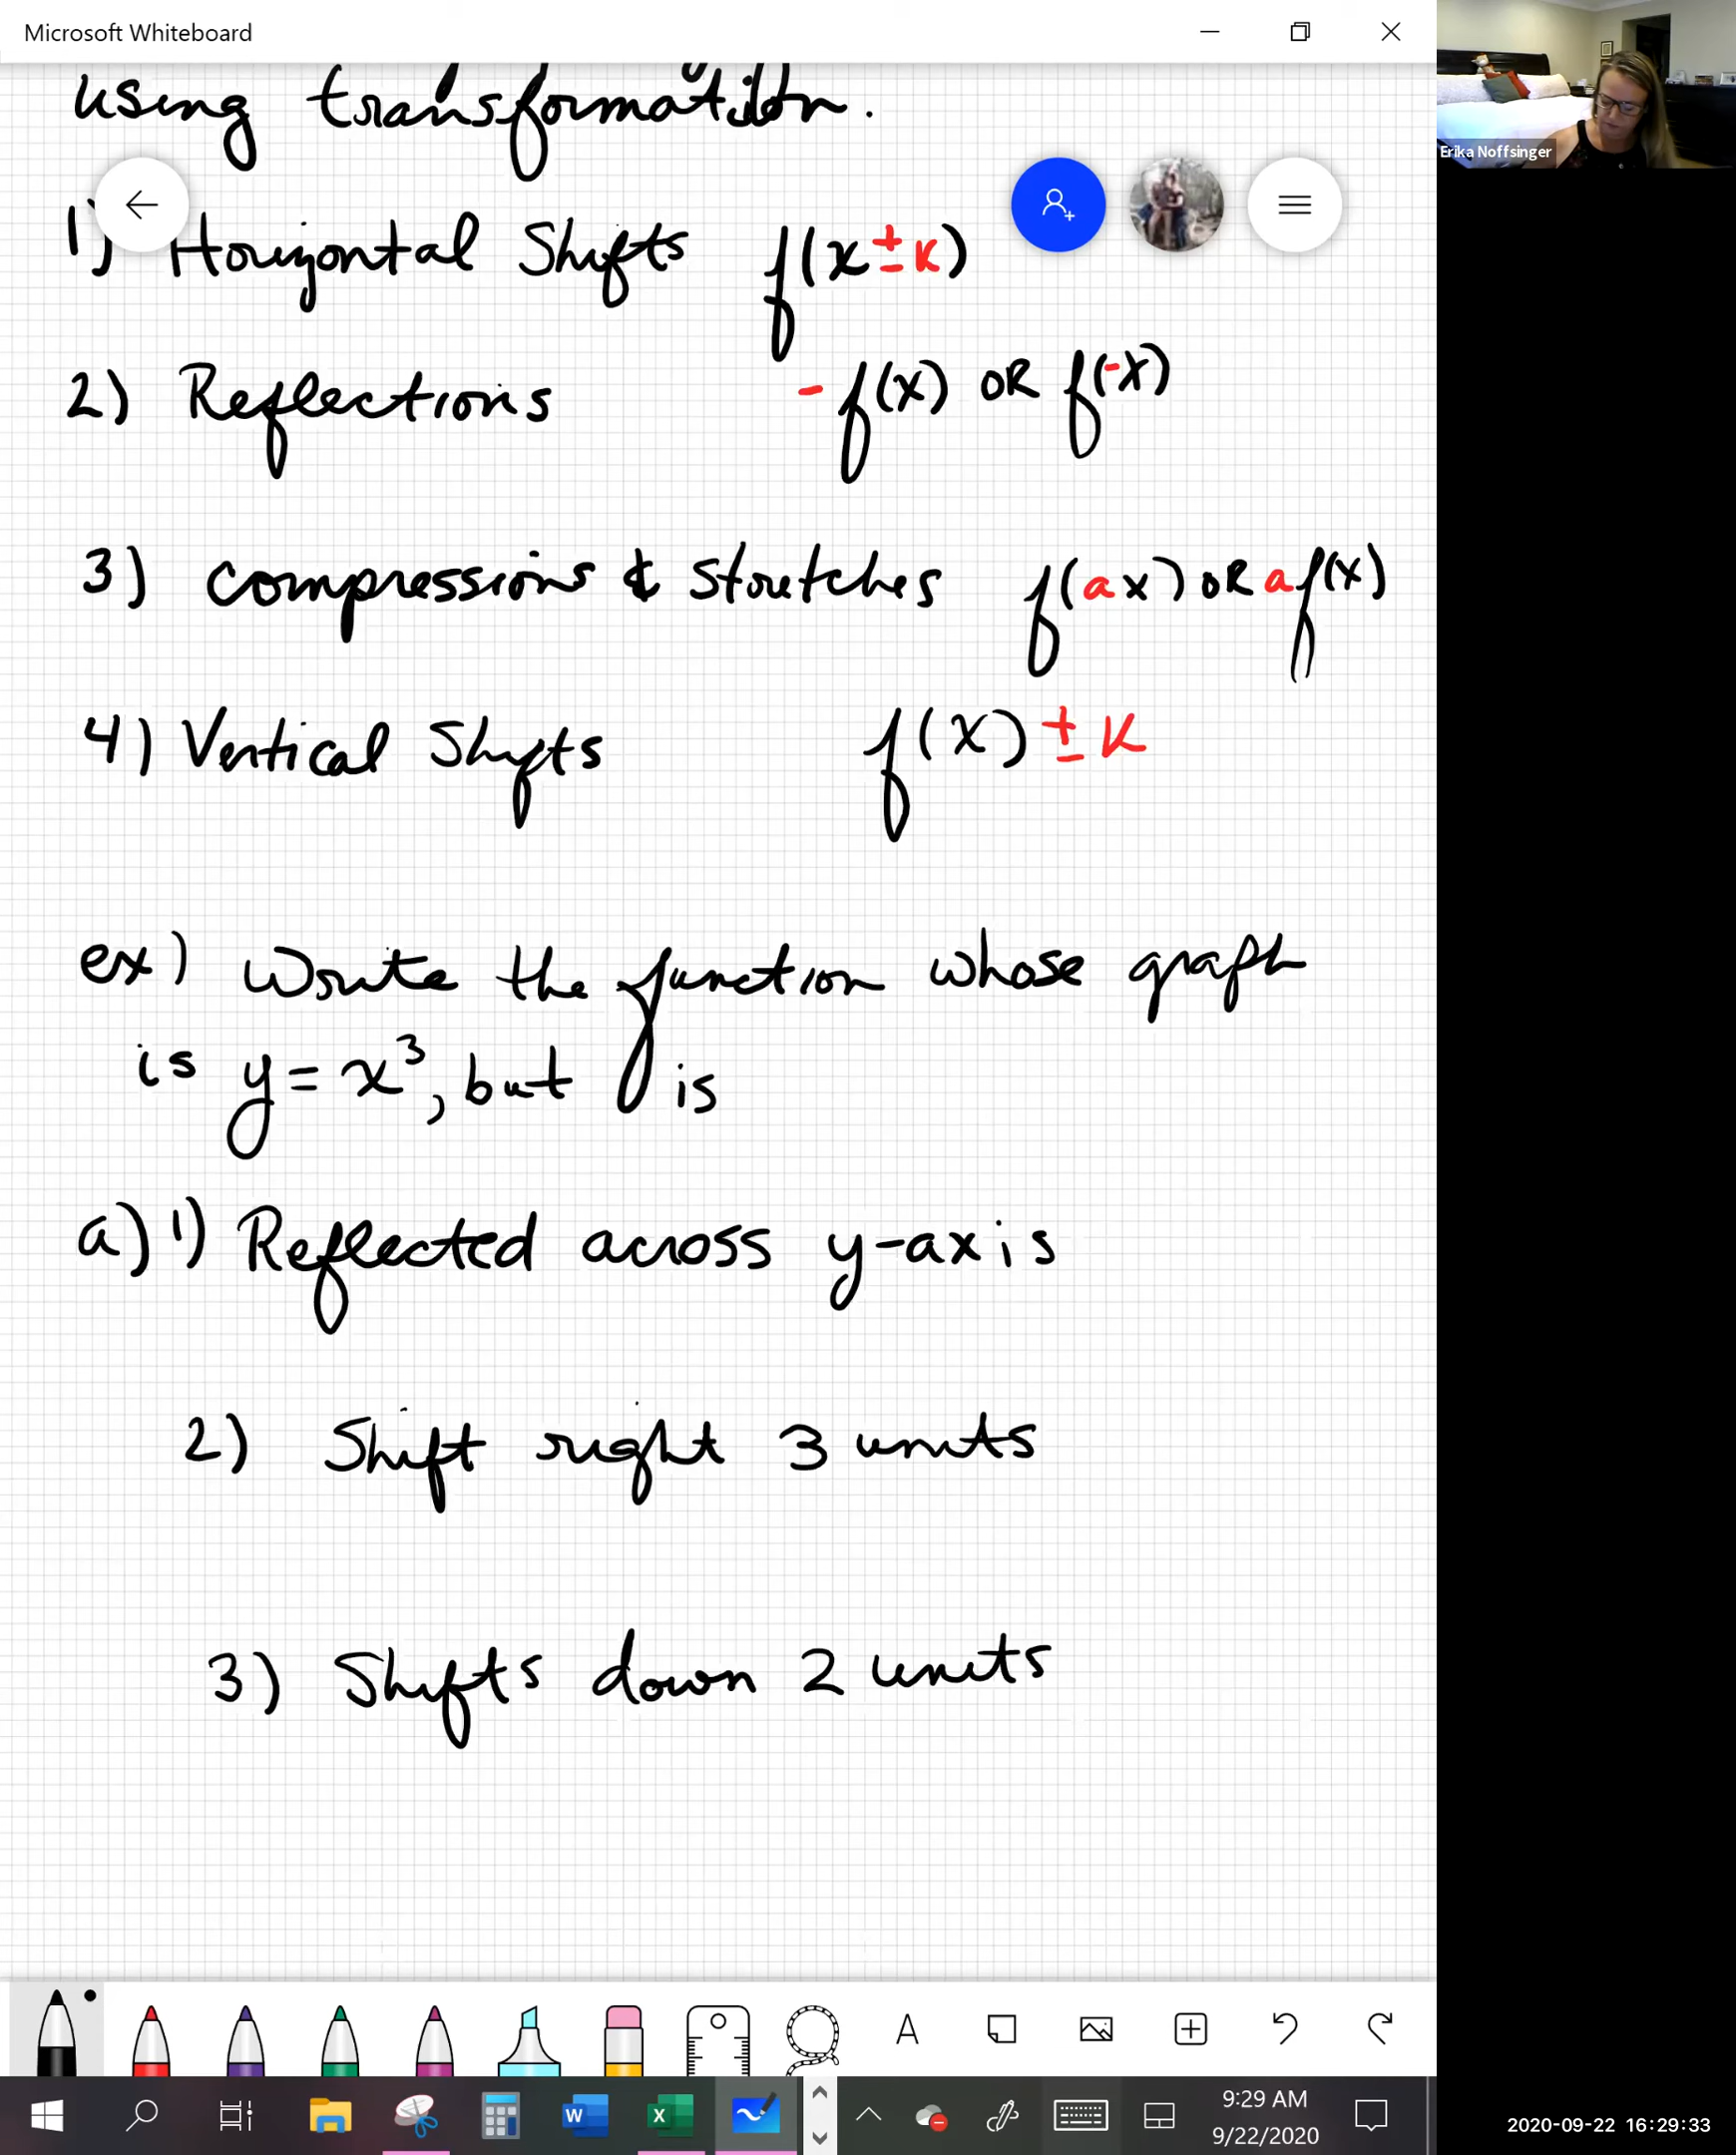 Microsoft Whiteboard
using transformation.
Erika Noffsinger
1) Horizontal Shifts f(x ± k)
2) Reflections - f(x) OR f(-x)
3) Compressions & stretches f(ax) OR a f(x)
4) Vertical Shifts f(x) ± K
ex) Write the function whose graph
is y = x³, but is
a) 1) Reflected across y-axis
2) Shift right 3 units
3) Shifts down 2 units
9:29 AM
9/22/2020
2020-09-22 16:29:33